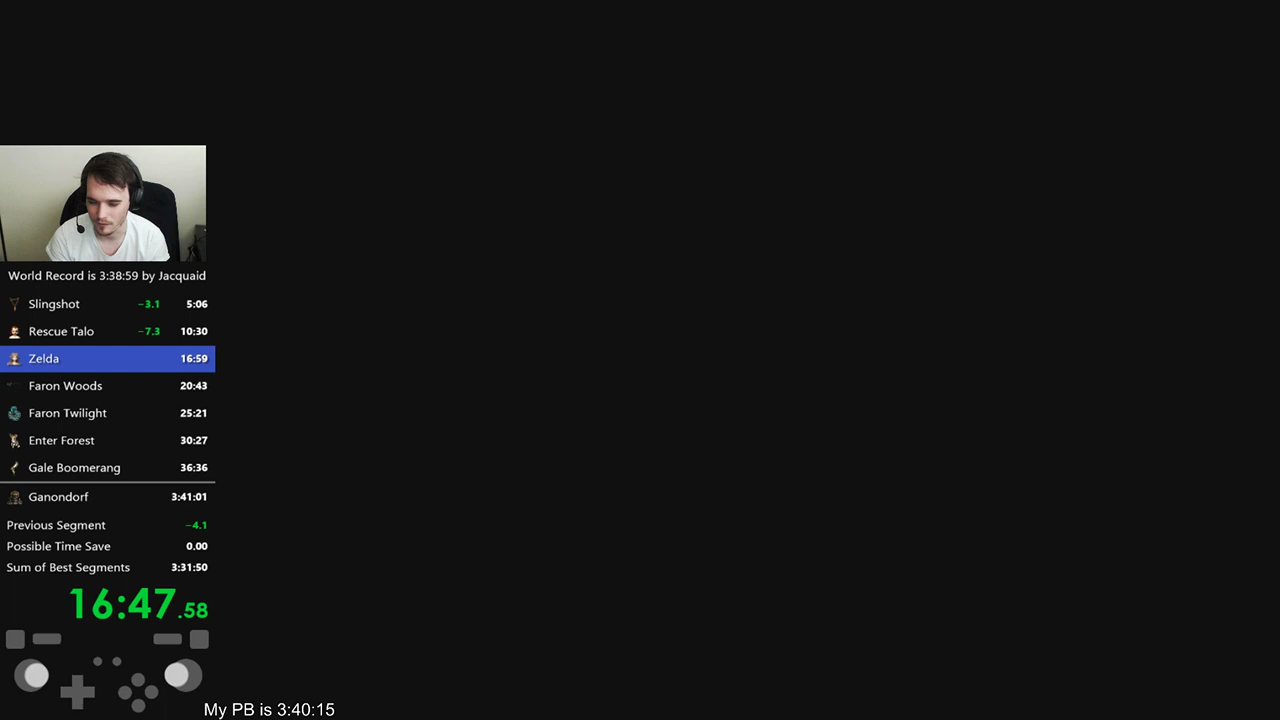 World Record is 3:38:59 by Jacquaid
Slingshot −3.1 5:06
Rescue Talo −7.3 10:30
Zelda 16:59
Faron Woods 20:43
Faron Twilight 25:21
Enter Forest 30:27
Gale Boomerang 36:36
Ganondorf 3:41:01
Previous Segment −4.1
Possible Time Save 0.00
Sum of Best Segments 3:31:50
16:47.58
My PB is 3:40:15